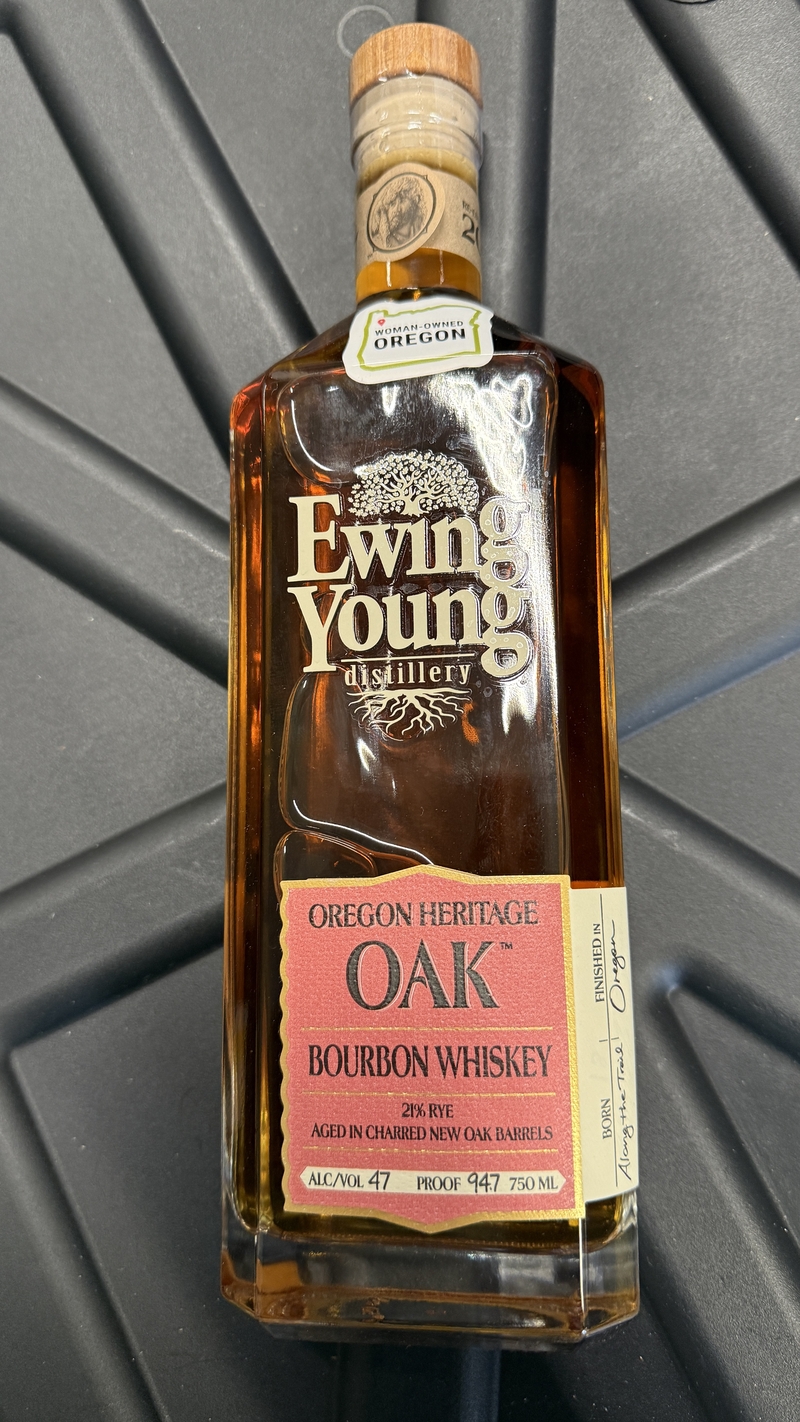 WOMAN-OWNED
OREGON
Ewing
Young
distillery
OREGON HERITAGE
OAK™
BOURBON WHISKEY
21% RYE
AGED IN CHARRED NEW OAK BARRELS
ALC/VOL 47 PROOF 94.7 750 ML
BORN
Along the Trail
FINISHED IN
Oregon